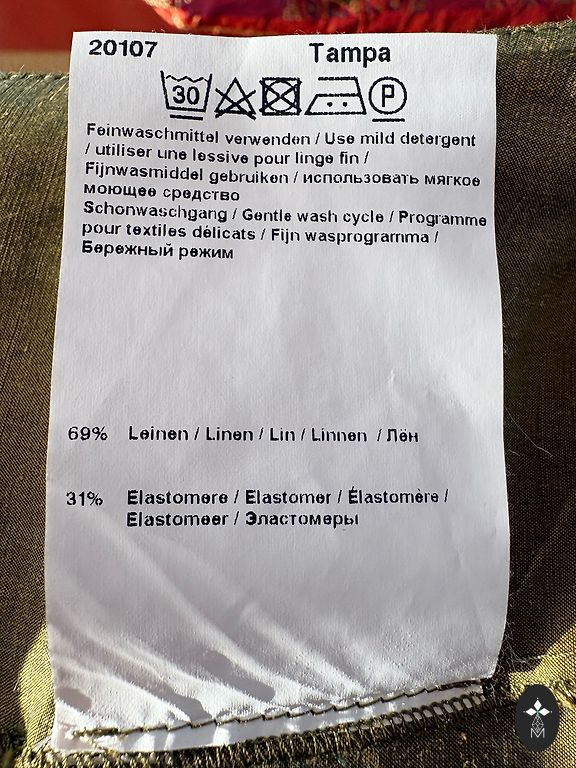 20107 Tampa
30 P
Feinwaschmittel verwenden / Use mild detergent
/ utiliser une lessive pour linge fin /
Fijnwasmiddel gebruiken / использовать мягкое
моющее средство
Schonwaschgang / Gentle wash cycle / Programme
pour textiles délicats / Fijn wasprogramma /
Бережный режим
69% Leinen / Linen / Lin / Linnen / Лён
31% Elastomere / Elastomer / Élastomère /
Elastomeer / Эластомеры
M